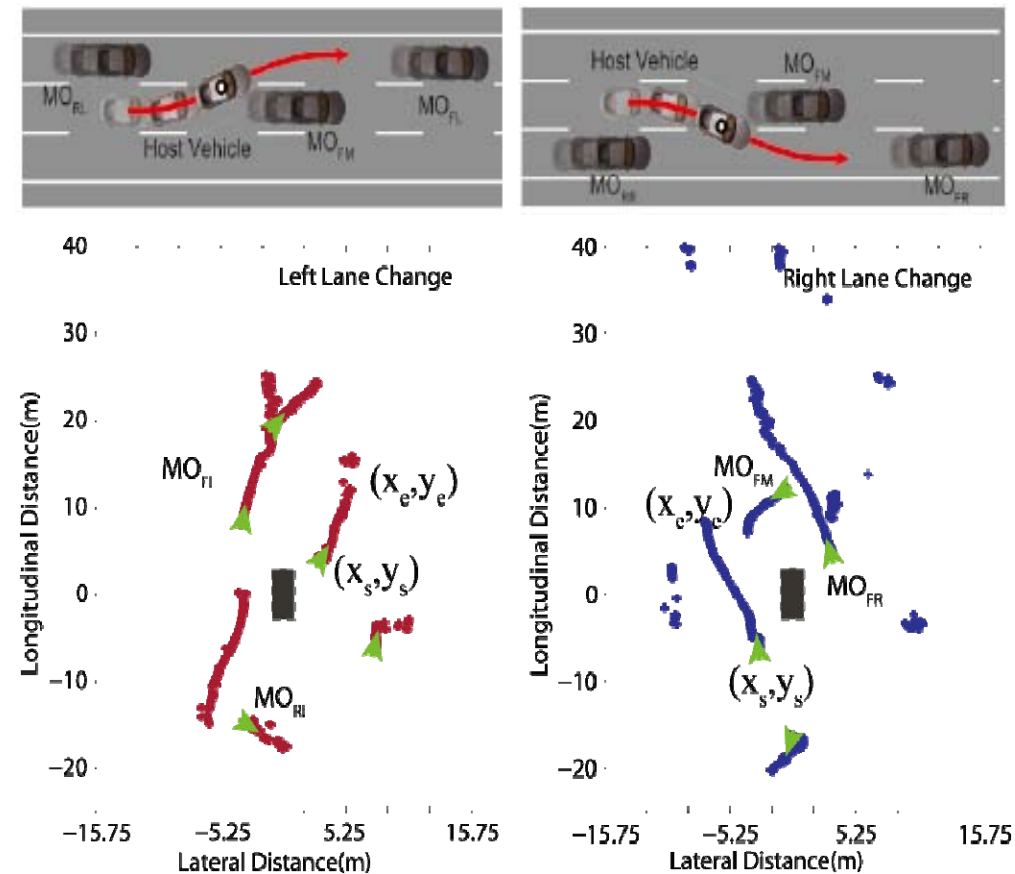 MO_RL
MO_FL
Host Vehicle
MO_FM
Host Vehicle
MO_FM
MO_RR
MO_FR
Left Lane Change
40
30
20
10
0
−10
−20
Longitudinal Distance(m)
MO_Fl
(x_e,y_e)
(x_s,y_s)
MO_Rl
−15.75
−5.25
5.25
15.75
Lateral Distance(m)
Right Lane Change
40
30
20
10
0
−10
−20
Longitudinal Distance(m)
MO_FM
(x_e,y_e)
MO_FR
(x_s,y_s)
−15.75
−5.25
5.25
15.75
Lateral Distance(m)